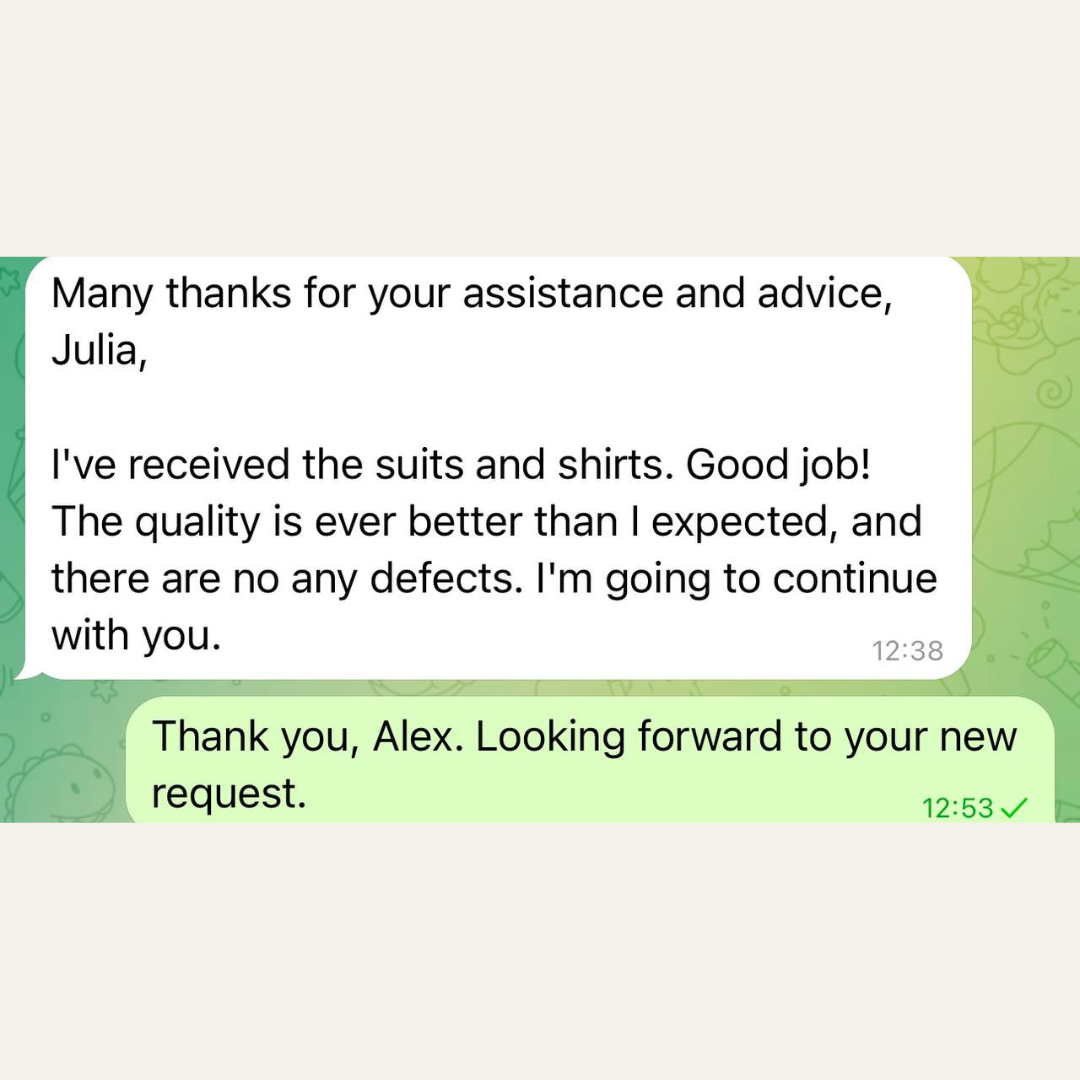 Many thanks for your assistance and advice,
Julia,
I've received the suits and shirts. Good job!
The quality is ever better than I expected, and
there are no any defects. I'm going to continue
with you.
12:38
Thank you, Alex. Looking forward to your new
request.
12:53